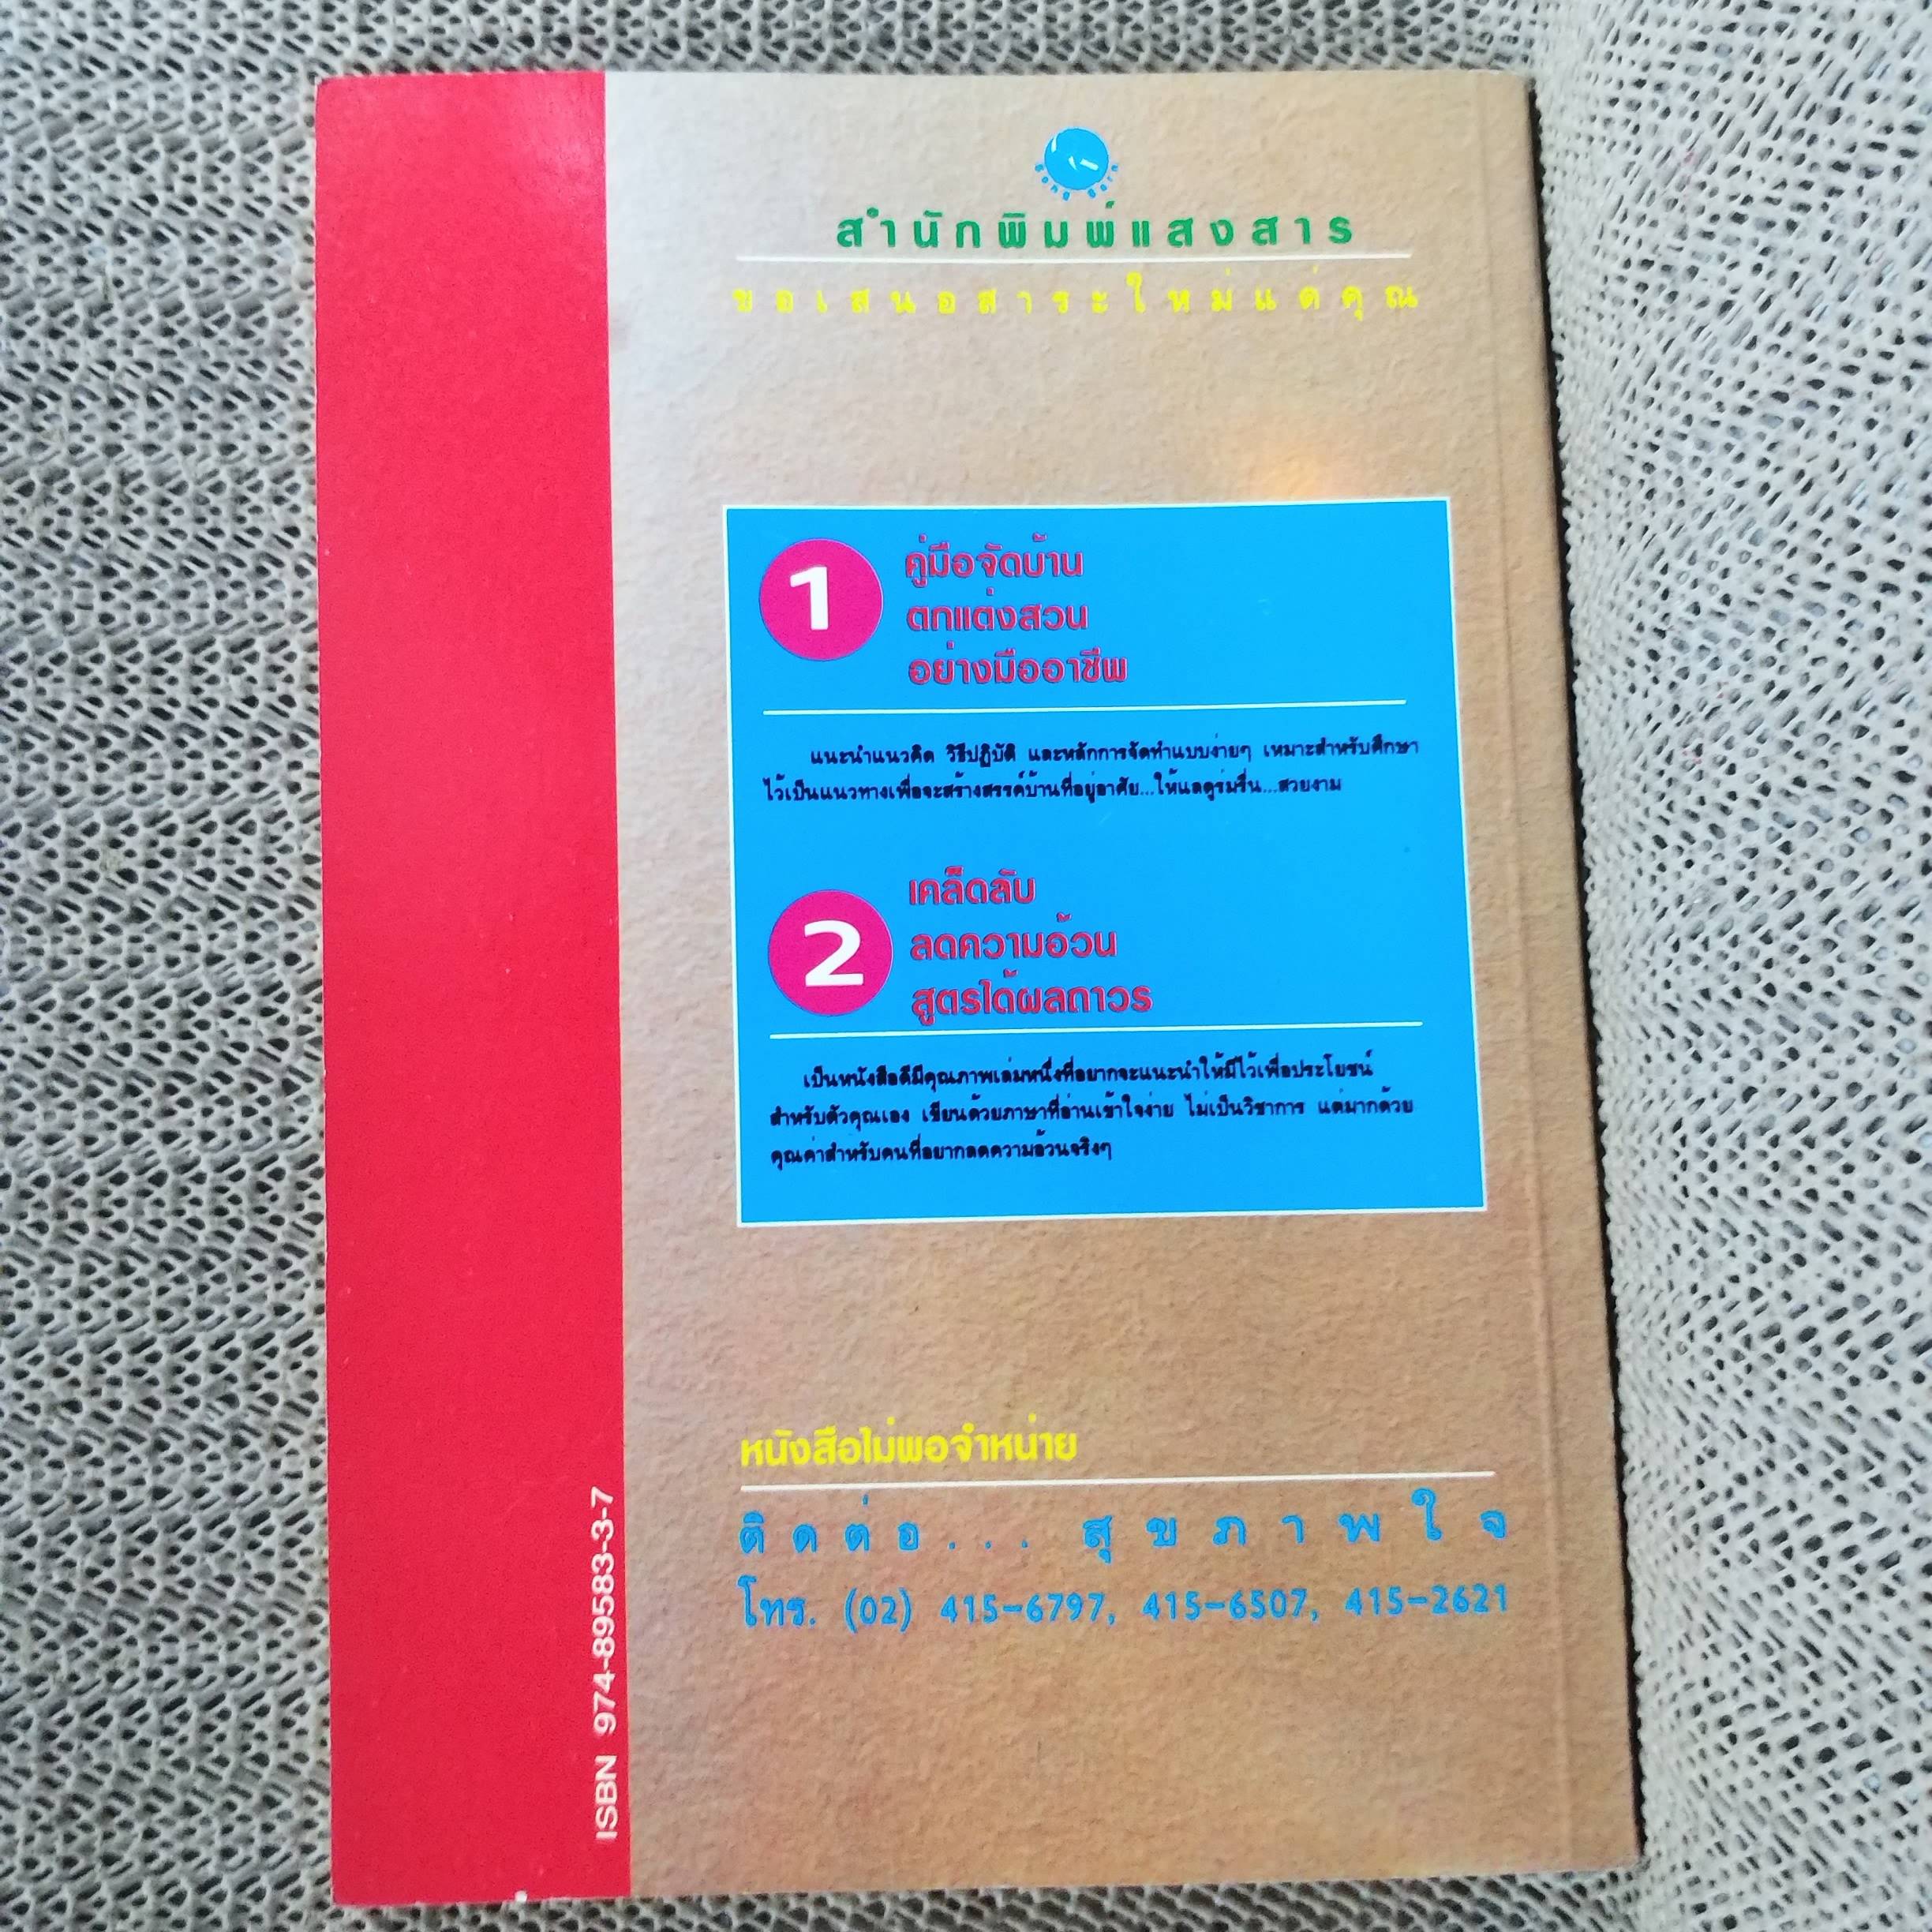 สำนักพิมพ์แสงสาร
ขอเสนอสาระใหม่แด่คุณ
1
คู่มือจัดบ้าน
ตกแต่งสวน
อย่างมืออาชีพ
แนะนำแนวคิด วิธีปฏิบัติ และหลักการจัดทำแบบง่ายๆ เหมาะสำหรับศึกษา
ไว้เป็นแนวทางเพื่อจะสร้างสรรค์บ้านที่อยู่อาศัย...ให้แลดูร่มรื่น...สวยงาม
2
เคล็ดลับ
ลดความอ้วน
สูตรได้ผลถาวร
เป็นหนังสือดีมีคุณภาพเล่มหนึ่งที่อยากจะแนะนำให้มีไว้เพื่อประโยชน์
สำหรับตัวคุณเอง เขียนด้วยภาษาที่อ่านเข้าใจง่าย ไม่เป็นวิชาการ แต่มากด้วย
คุณค่าสำหรับคนที่อยากลดความอ้วนจริงๆ
หนังสือไม่พอจำหน่าย
ติดต่อ... สุขภาพใจ
โทร. (02) 415-6797, 415-6507, 415-2621
ISBN 974-89583-3-7